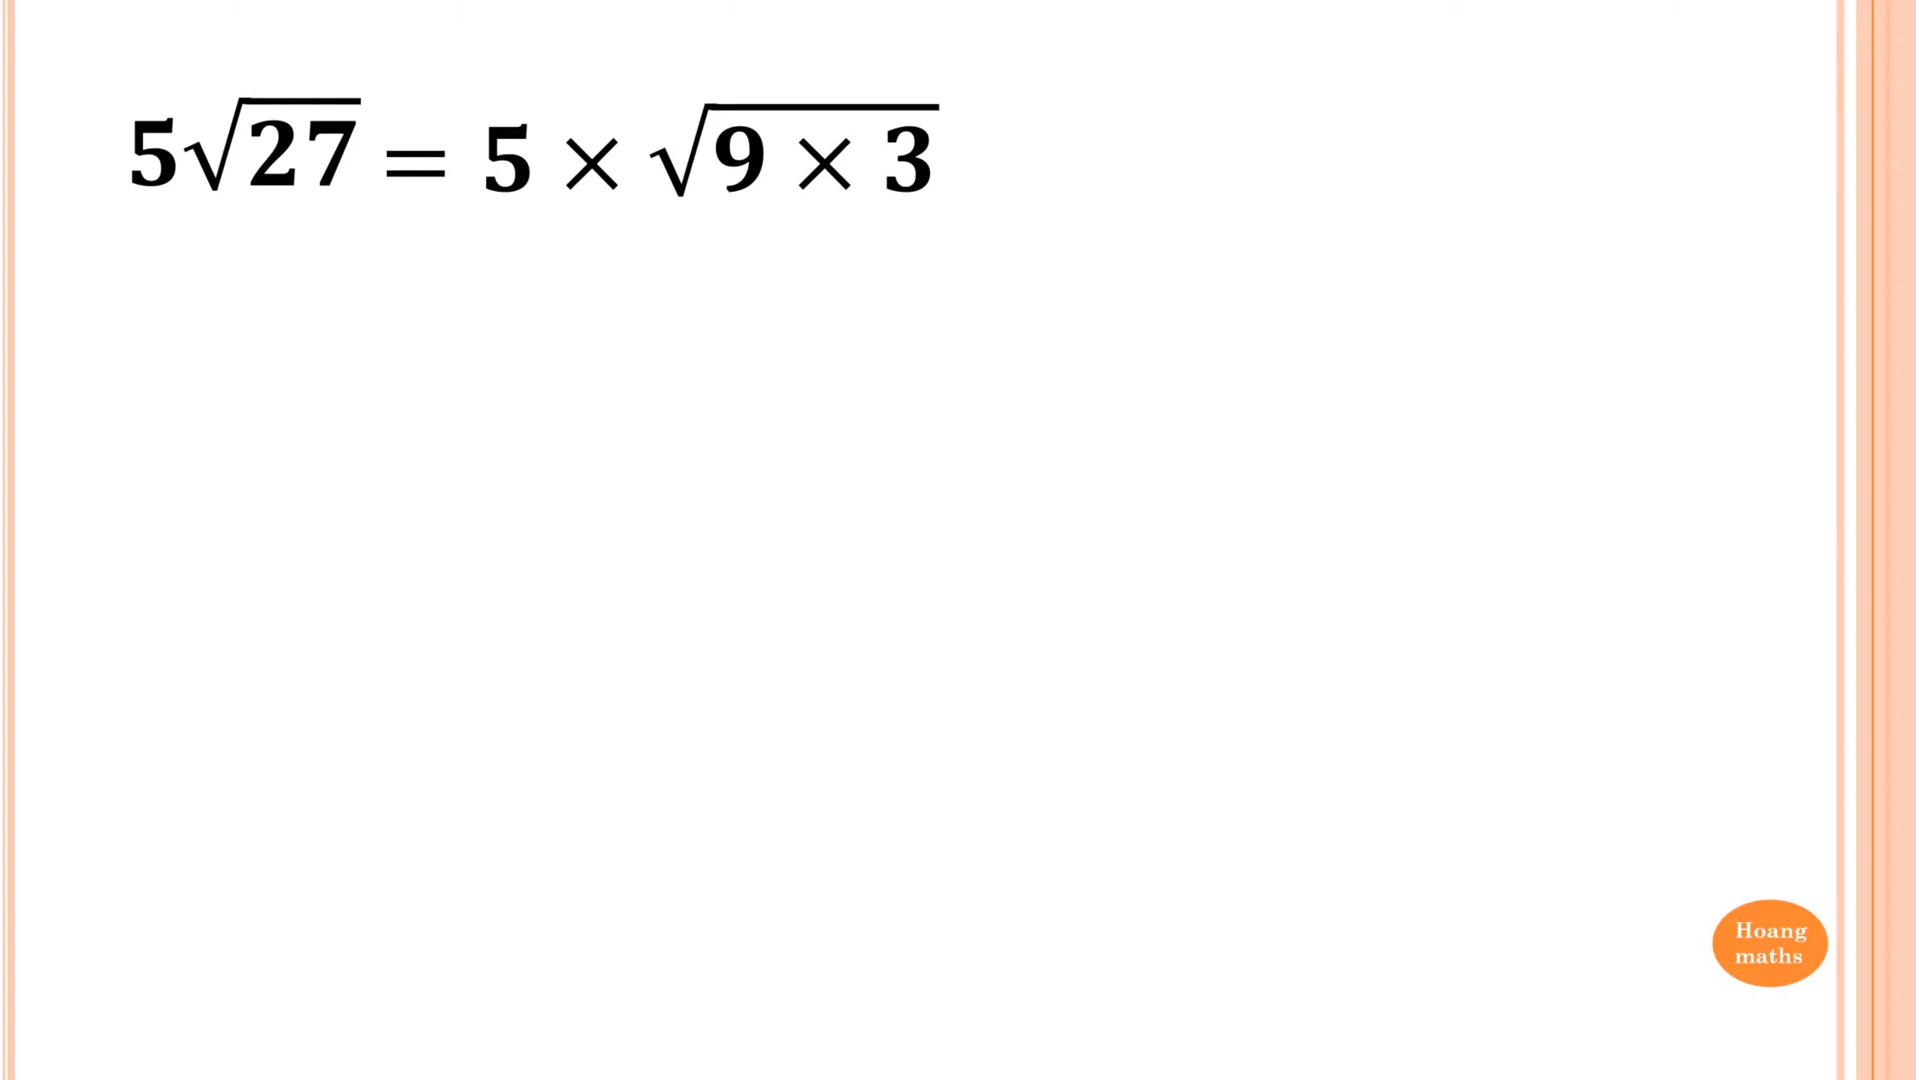 5√27 = 5 × √9 × 3
Hoang
maths